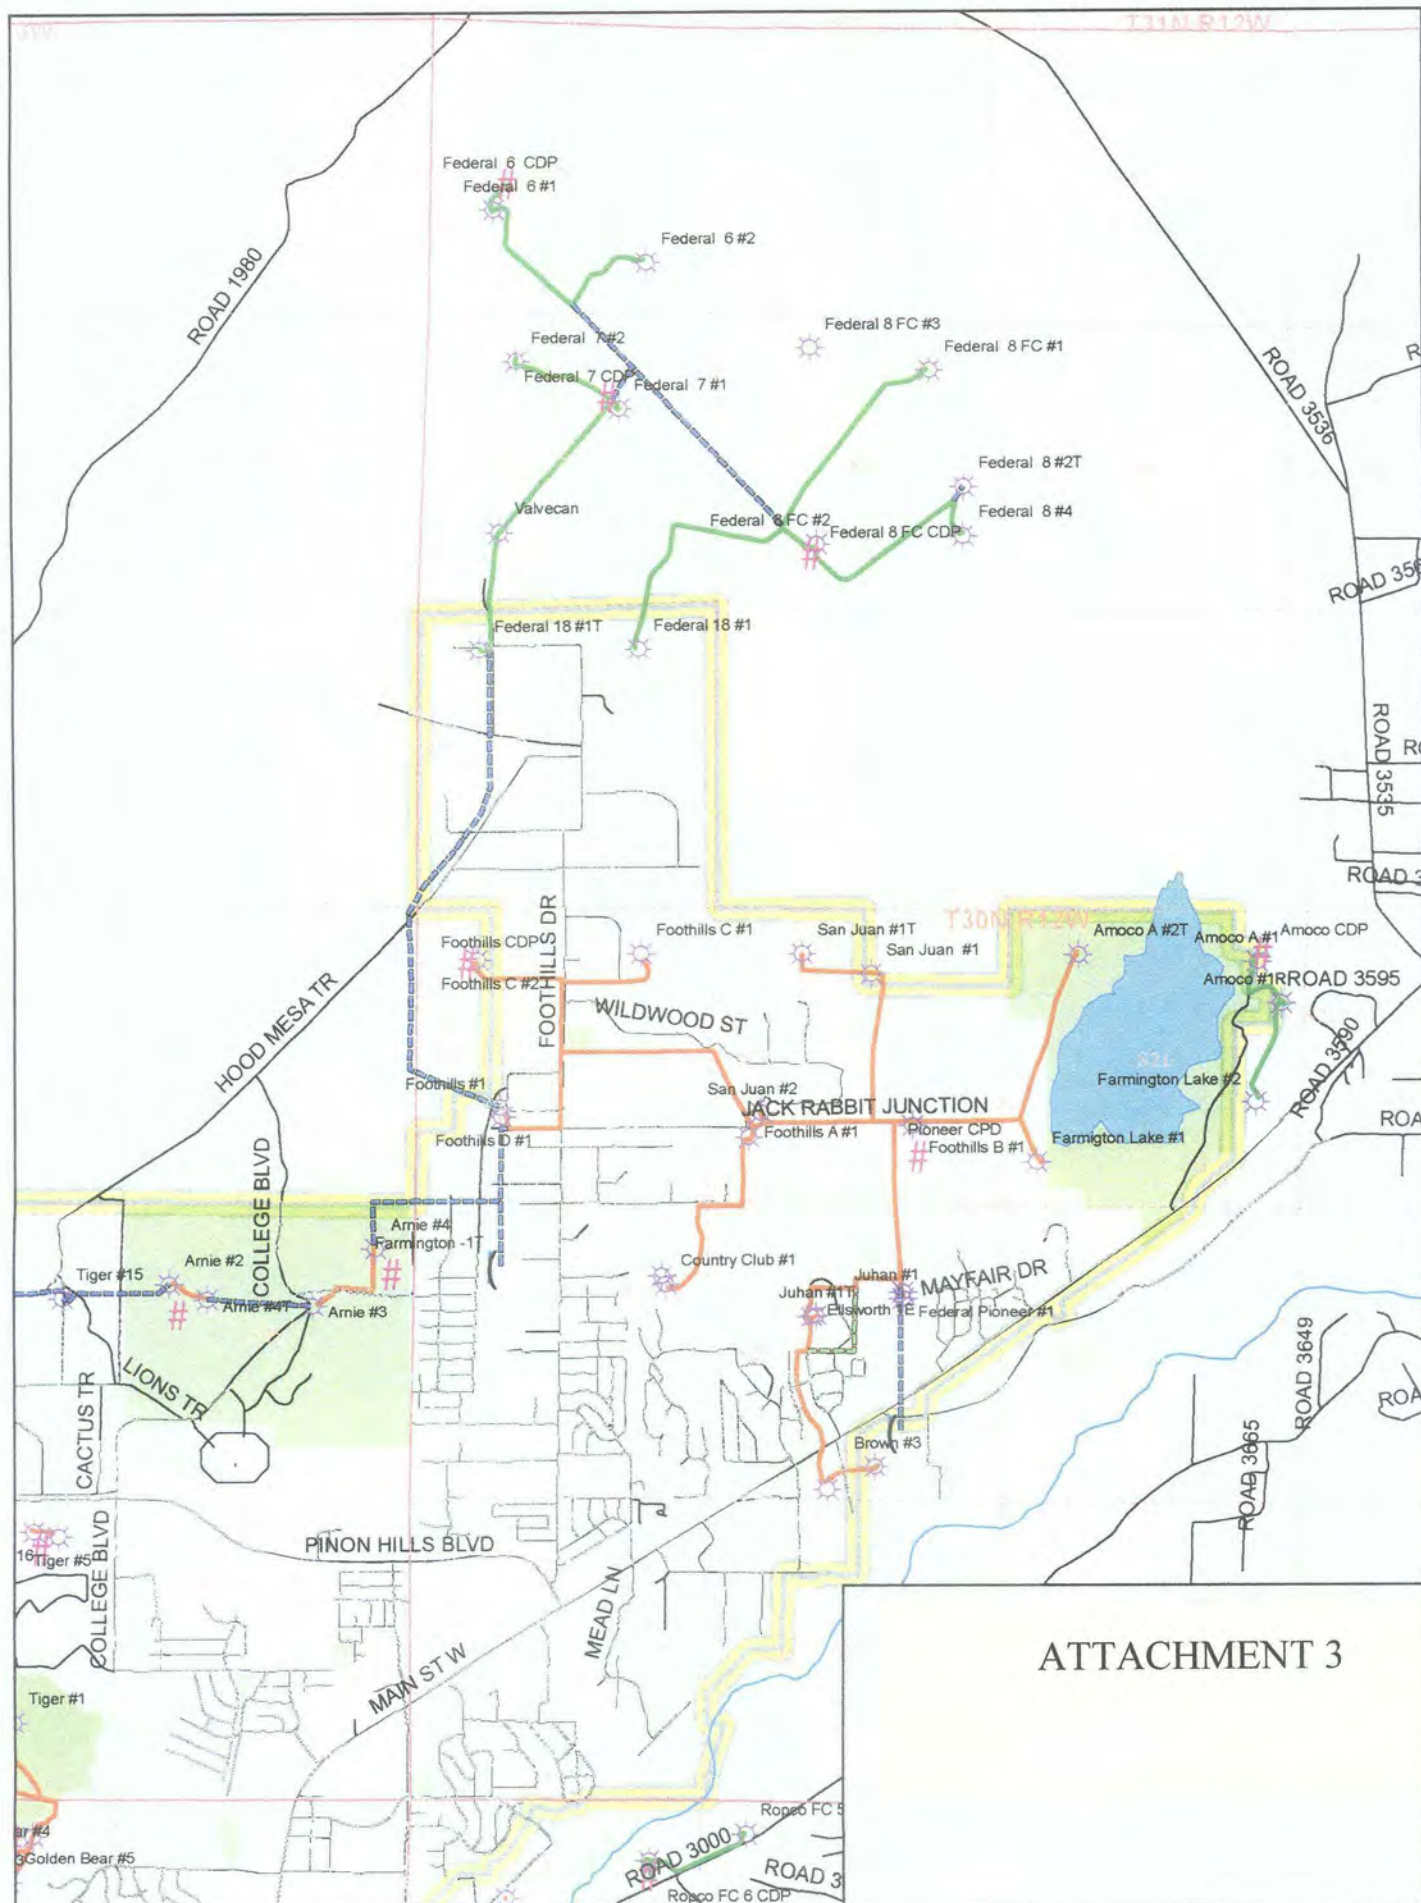 T31N R12W
Federal 6 CDP
Federal 6 #1
Federal 6 #2
ROAD 1980
Federal 8 FC #3
Federal 7 #2
Federal 8 FC #1
Federal 7 CDP
Federal 7 #1
ROAD 3536
Federal 8 #2T
Valvecan
Federal 8 FC #2
Federal 8 #4
Federal 8 FC CDP
Federal 18 #1T
Federal 18 #1
ROAD 3535
FOOTHILLS DR
T30N R12W
Foothills CDP
Foothills C #1
San Juan #1T
San Juan #1
Amoco A #2T
Amoco A #1
Amoco CDP
Foothills C #2
Amoco #1R
ROAD 3595
HOOD MESA TR
WILDWOOD ST
ROAD 3590
Foothills #1
San Juan #2
Farmington Lake #2
JACK RABBIT JUNCTION
Foothills D #1
Foothills A #1
Pioneer CPD
Foothills B #1
Farmigton Lake #1
COLLEGE BLVD
Arnie #4
Farmington -1T
Tiger #15
Arnie #2
Country Club #1
Juhan #1
MAYFAIR DR
Arnie #4T
Arnie #3
Juhan #1T
Ellsworth 1E
Federal Pioneer #1
LIONS TR
CACTUS TR
ROAD 3649
Brown #3
ROAD 3665
PINON HILLS BLVD
16
Tiger #5
COLLEGE BLVD
MEAD LN
MAIN ST W
ATTACHMENT 3
Tiger #1
Ropco FC 5
#4
Golden Bear #5
ROAD 3000
ROAD 3
Ropco FC 6 CDP